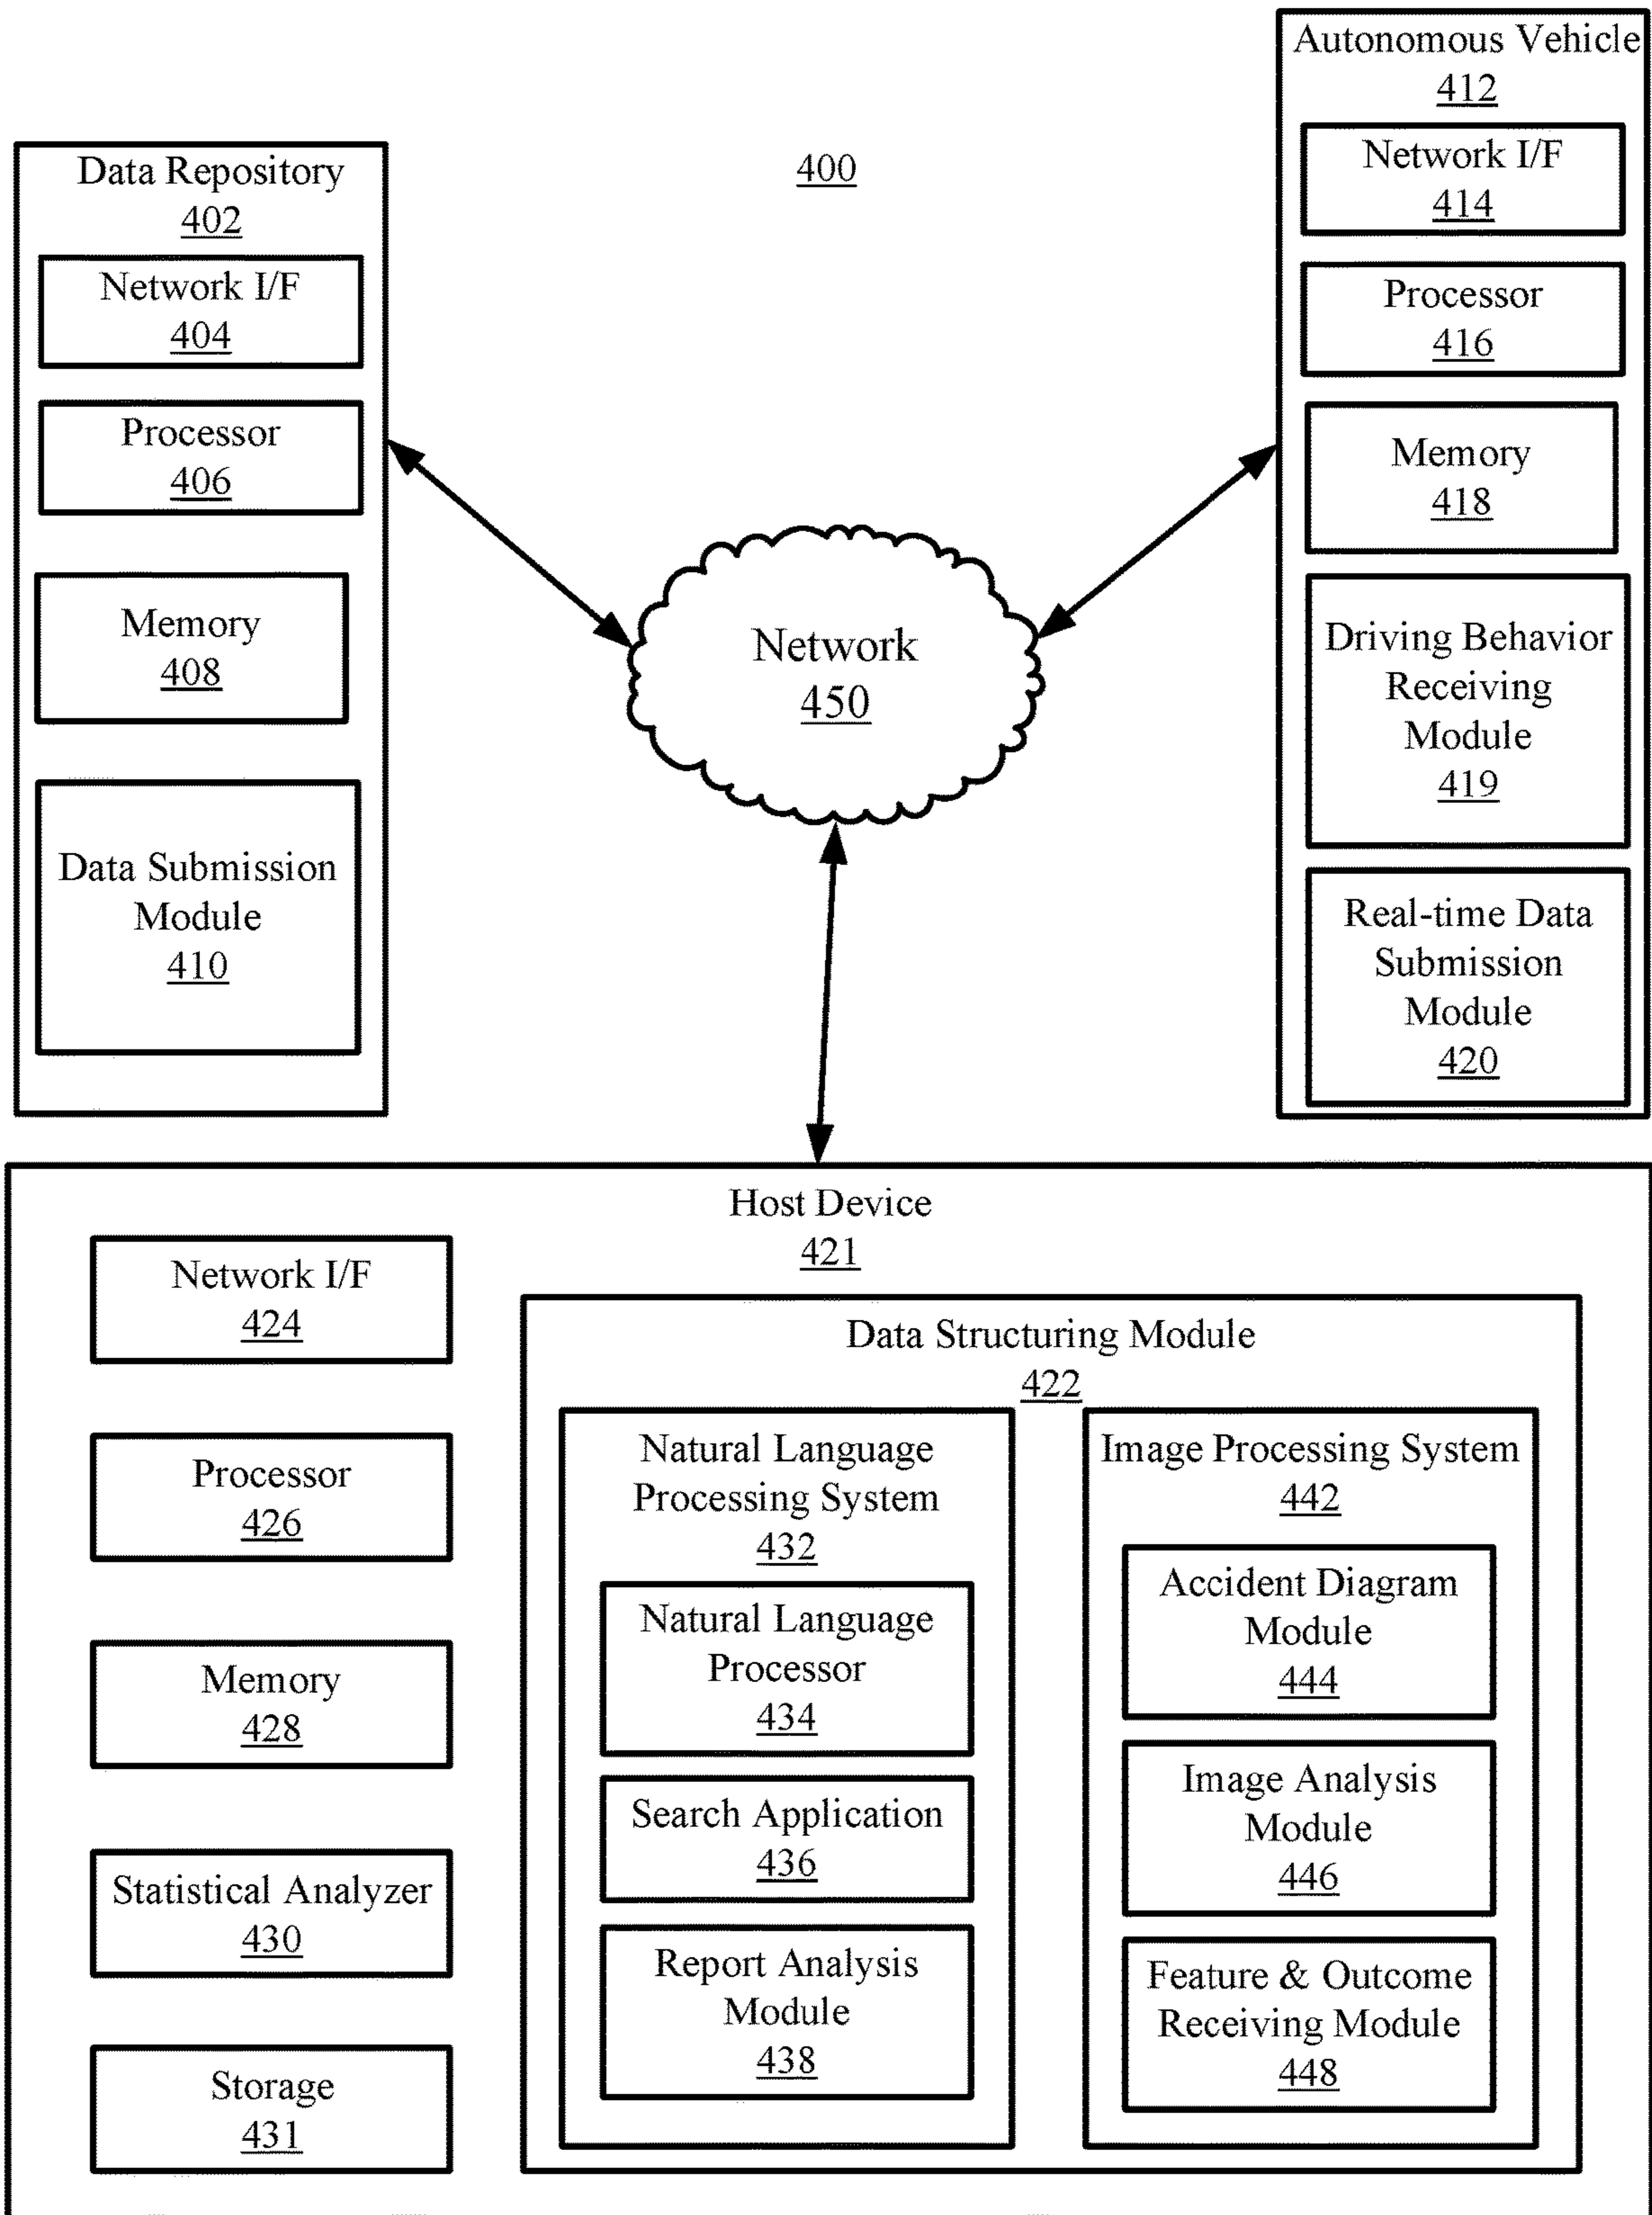 400
Data Repository
402
Network I/F
404
Processor
406
Memory
408
Data Submission
Module
410
Autonomous Vehicle
412
Network I/F
414
Processor
416
Memory
418
Driving Behavior
Receiving
Module
419
Real-time Data
Submission
Module
420
Network
450
Host Device
421
Network I/F
424
Processor
426
Memory
428
Statistical Analyzer
430
Storage
431
Data Structuring Module
422
Natural Language
Processing System
432
Natural Language
Processor
434
Search Application
436
Report Analysis
Module
438
Image Processing System
442
Accident Diagram
Module
444
Image Analysis
Module
446
Feature & Outcome
Receiving Module
448